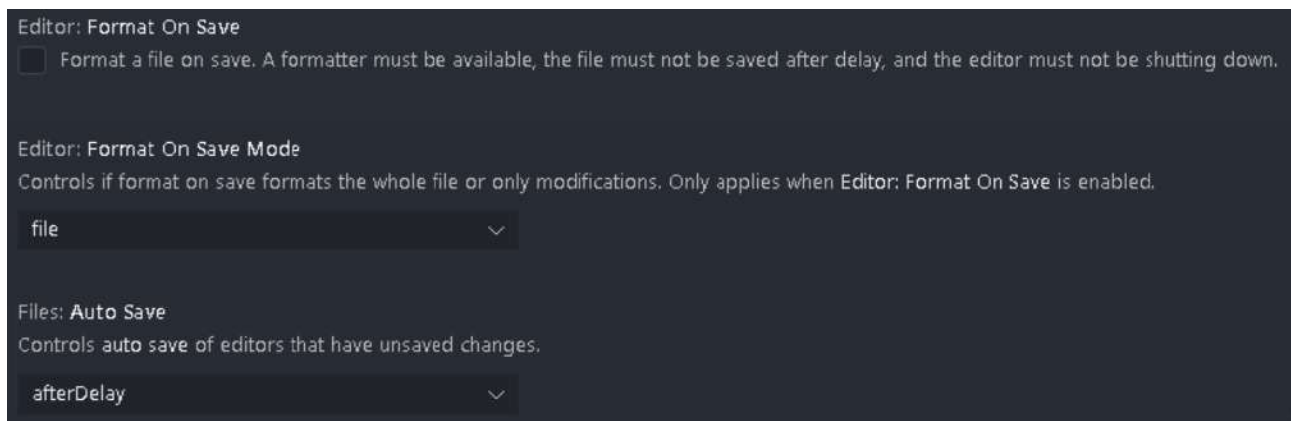 Editor: Format On Save
Format a file on save. A formatter must be available, the file must not be saved after delay, and the editor must not be shutting down.
Editor: Format On Save Mode
Controls if format on save formats the whole file or only modifications. Only applies when Editor: Format On Save is enabled.
file
Files: Auto Save
Controls auto save of editors that have unsaved changes.
afterDelay